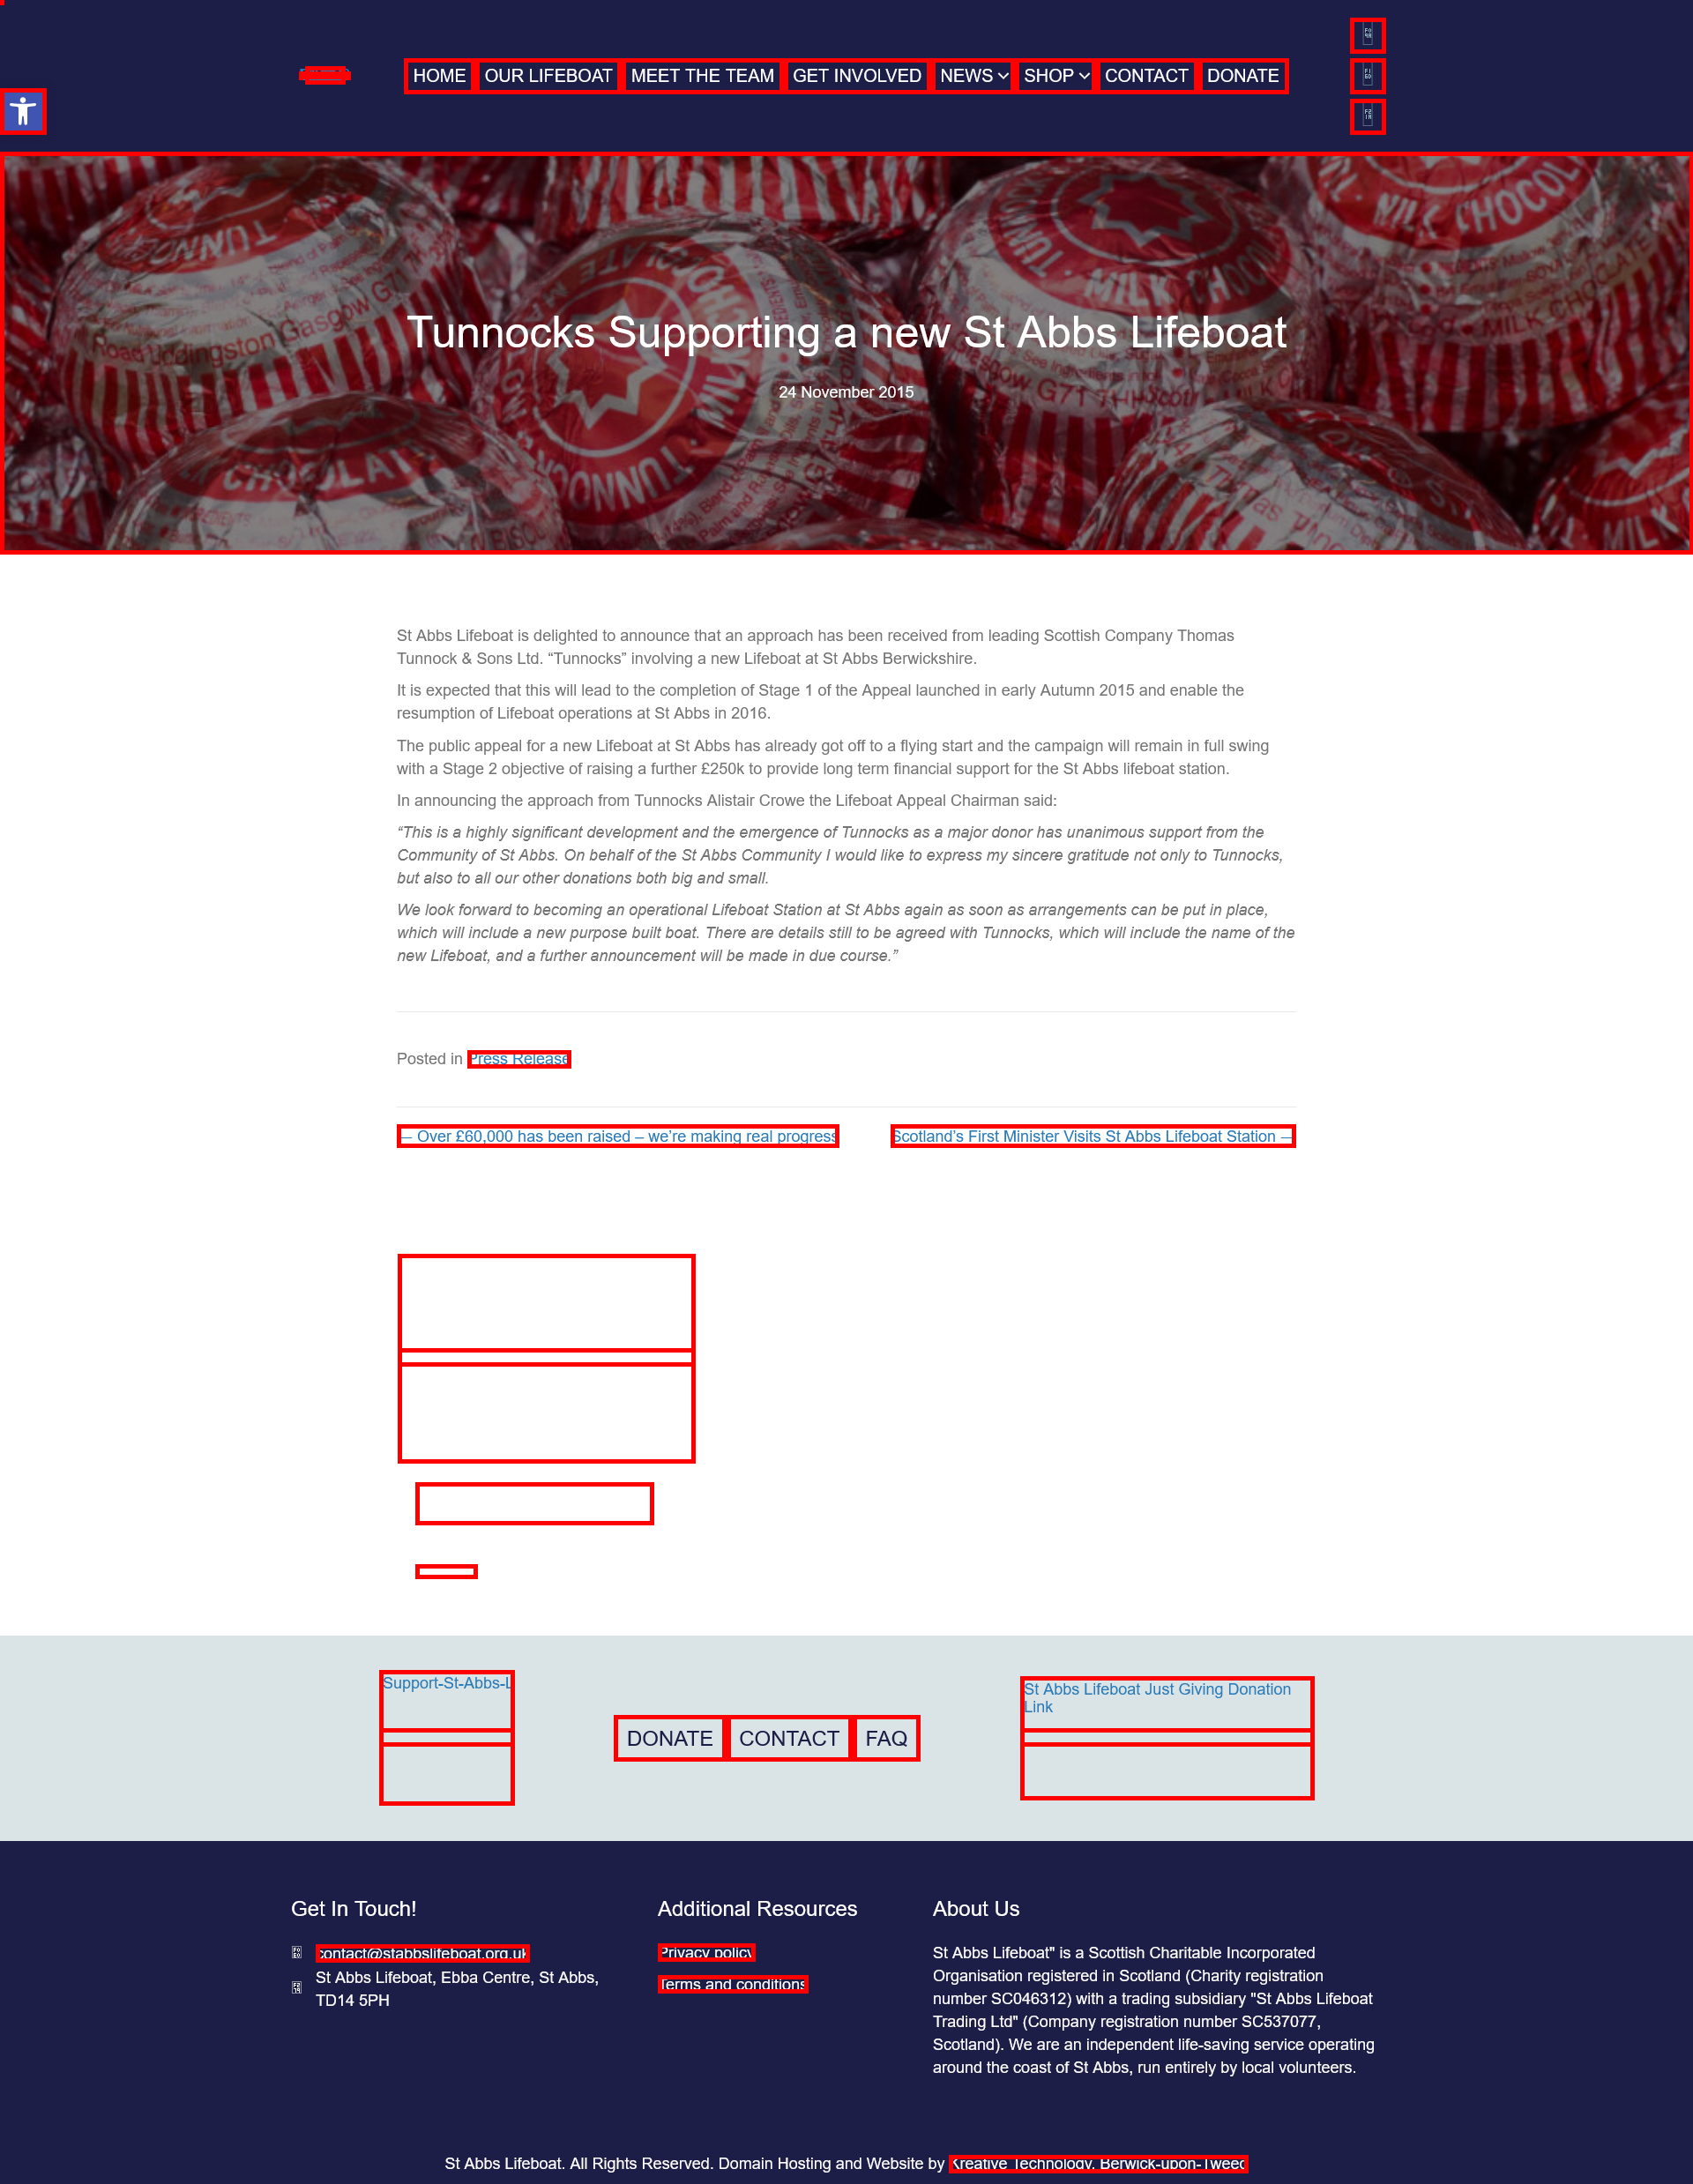 HOME OUR LIFEBOAT MEET THE TEAM GET INVOLVED NEWS SHOP CONTACT DONATE
TUNNOCK
MILK CHOCOL
MILK CHOCOLATE
Road Uddingston Glasgow G71
Tunnocks Supporting a new St Abbs Lifeboat
24 November 2015
CHOCOLAT
TUNNOC
St Abbs Lifeboat is delighted to announce that an approach has been received from leading Scottish Company Thomas
Tunnock & Sons Ltd. “Tunnocks” involving a new Lifeboat at St Abbs Berwickshire.
It is expected that this will lead to the completion of Stage 1 of the Appeal launched in early Autumn 2015 and enable the
resumption of Lifeboat operations at St Abbs in 2016.
The public appeal for a new Lifeboat at St Abbs has already got off to a flying start and the campaign will remain in full swing
with a Stage 2 objective of raising a further £250k to provide long term financial support for the St Abbs lifeboat station.
In announcing the approach from Tunnocks Alistair Crowe the Lifeboat Appeal Chairman said:
“This is a highly significant development and the emergence of Tunnocks as a major donor has unanimous support from the
Community of St Abbs. On behalf of the St Abbs Community I would like to express my sincere gratitude not only to Tunnocks,
but also to all our other donations both big and small.
We look forward to becoming an operational Lifeboat Station at St Abbs again as soon as arrangements can be put in place,
which will include a new purpose built boat. There are details still to be agreed with Tunnocks, which will include the name of the
new Lifeboat, and a further announcement will be made in due course.”
Posted in Press Release
← Over £60,000 has been raised – we’re making real progress
Scotland’s First Minister Visits St Abbs Lifeboat Station →
Support-St-Abbs-L
DONATE CONTACT FAQ
St Abbs Lifeboat Just Giving Donation
Link
Get In Touch!
contact@stabbslifeboat.org.uk
St Abbs Lifeboat, Ebba Centre, St Abbs,
TD14 5PH
Additional Resources
Privacy policy
Terms and conditions
About Us
St Abbs Lifeboat" is a Scottish Charitable Incorporated
Organisation registered in Scotland (Charity registration
number SC046312) with a trading subsidiary "St Abbs Lifeboat
Trading Ltd" (Company registration number SC537077,
Scotland). We are an independent life-saving service operating
around the coast of St Abbs, run entirely by local volunteers.
St Abbs Lifeboat. All Rights Reserved. Domain Hosting and Website by Kreative Technology, Berwick-upon-Tweed